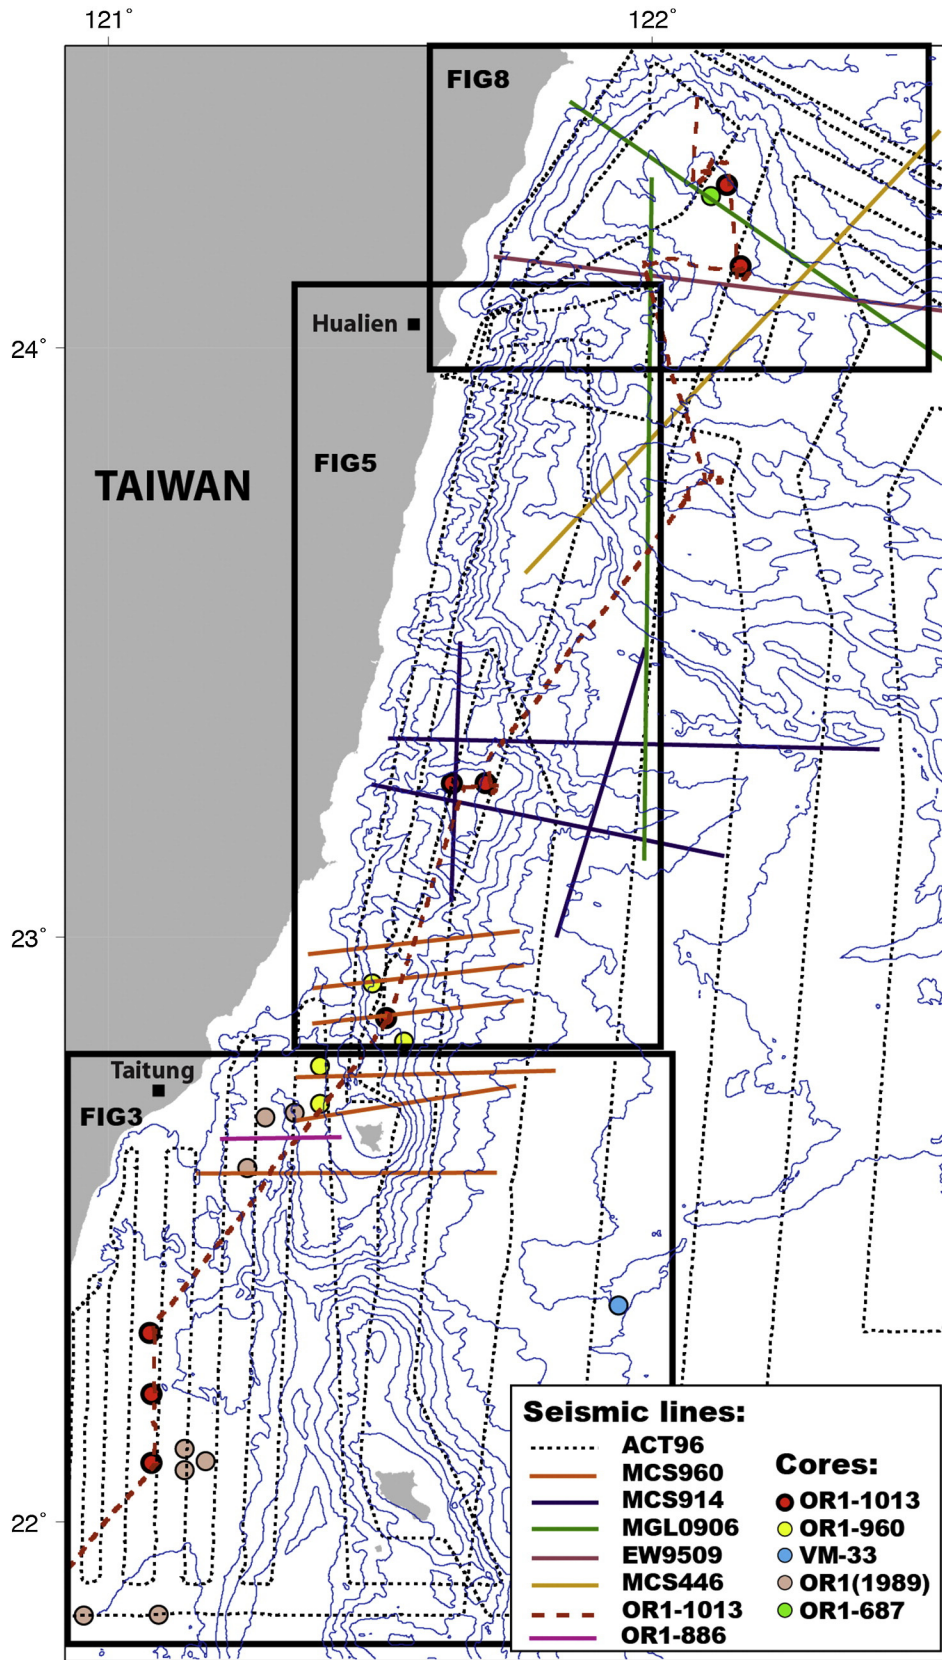 121° 122°
FIG8
Hualien
24°
FIG5
TAIWAN
23°
Taitung
FIG3
22°
Seismic lines:
ACT96
MCS960
MCS914
MGL0906
EW9509
MCS446
OR1-1013
OR1-886
Cores:
OR1-1013
OR1-960
VM-33
OR1(1989)
OR1-687